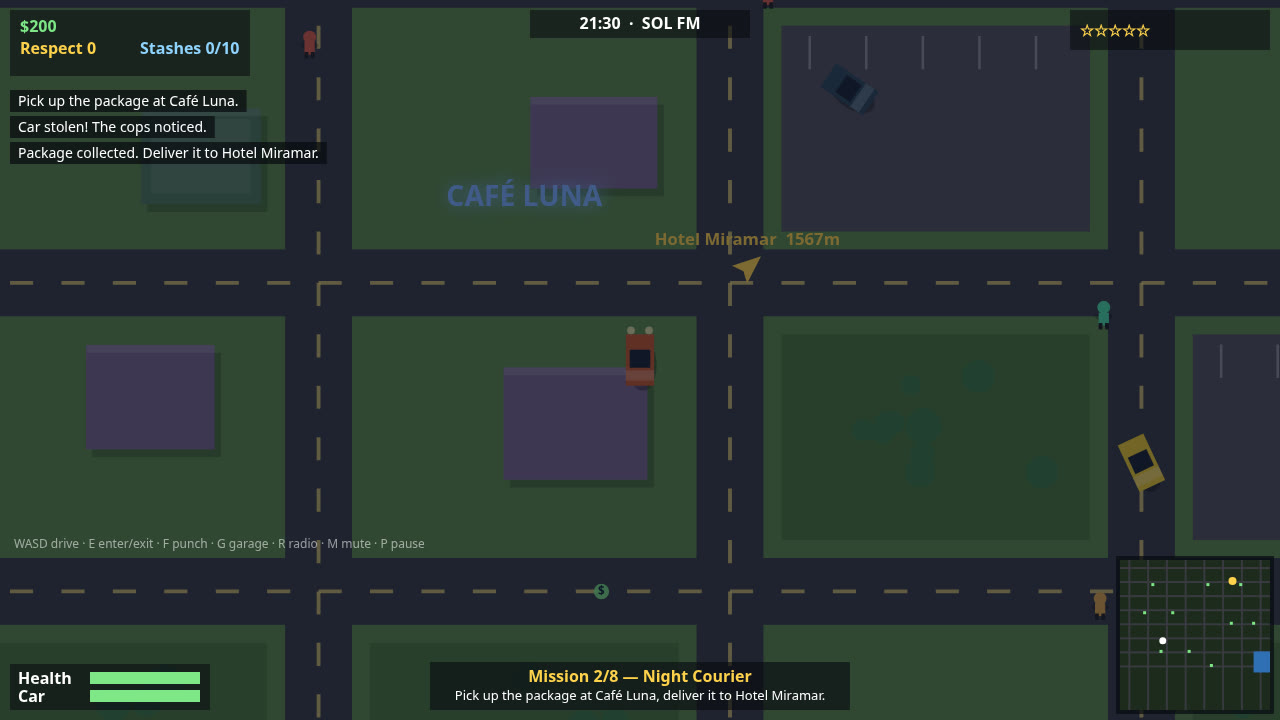 $200
Respect 0 Stashes 0/10
21:30 · SOL FM
☆☆☆☆☆
Pick up the package at Café Luna.
Car stolen! The cops noticed.
Package collected. Deliver it to Hotel Miramar.
CAFÉ LUNA
Hotel Miramar 1567m
WASD drive · E enter/exit · F punch · G garage · R radio · M mute · P pause
$
Health
Car
Mission 2/8 — Night Courier
Pick up the package at Café Luna, deliver it to Hotel Miramar.